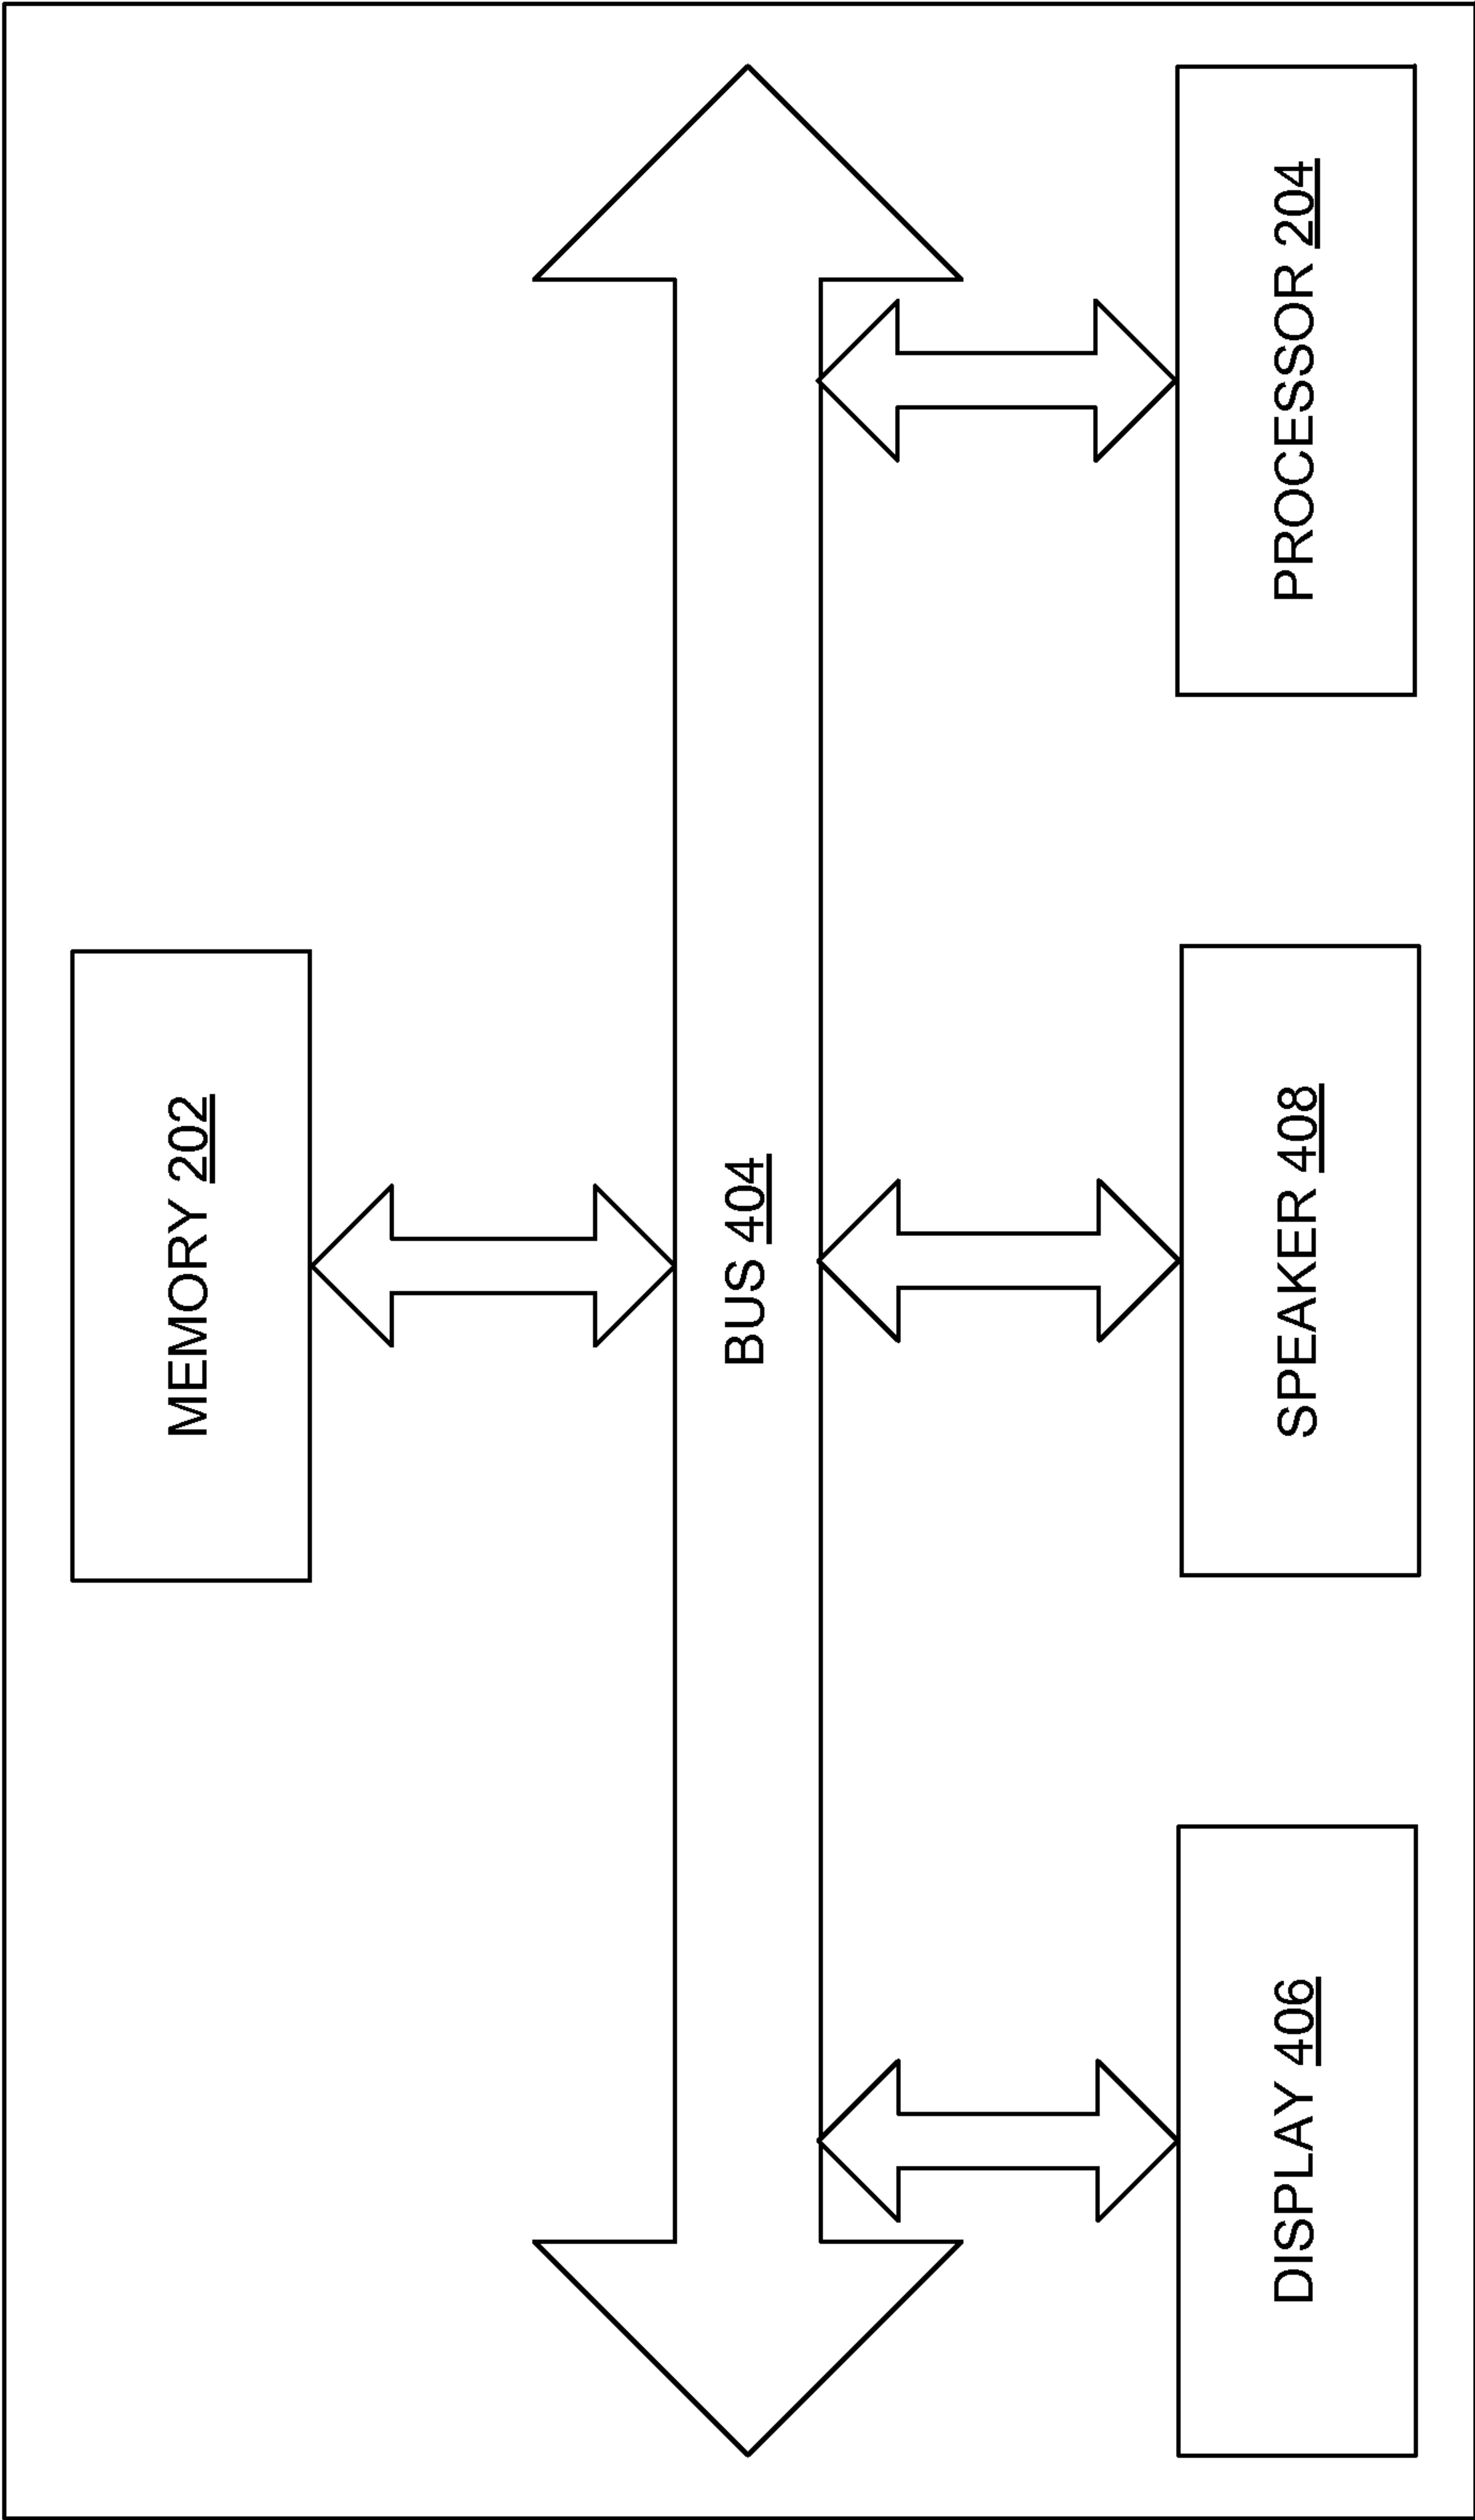 MEMORY 202
BUS 404
DISPLAY 406
SPEAKER 408
PROCESSOR 204